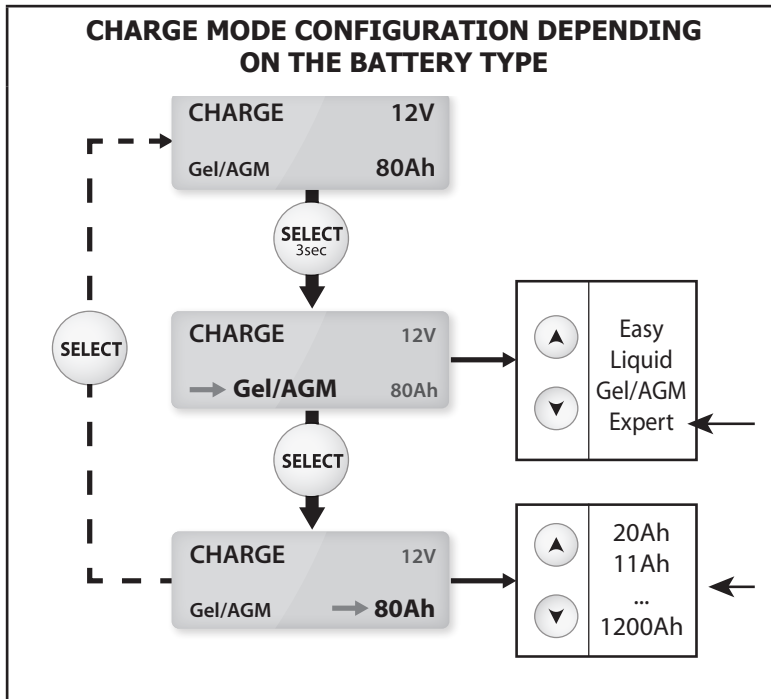 CHARGE MODE CONFIGURATION DEPENDING
ON THE BATTERY TYPE
CHARGE 12V
Gel/AGM 80Ah
SELECT
3sec
CHARGE 12V
Gel/AGM 80Ah
Easy
Liquid
Gel/AGM
Expert
SELECT
SELECT
CHARGE 12V
Gel/AGM 80Ah
20Ah
11Ah
...
1200Ah